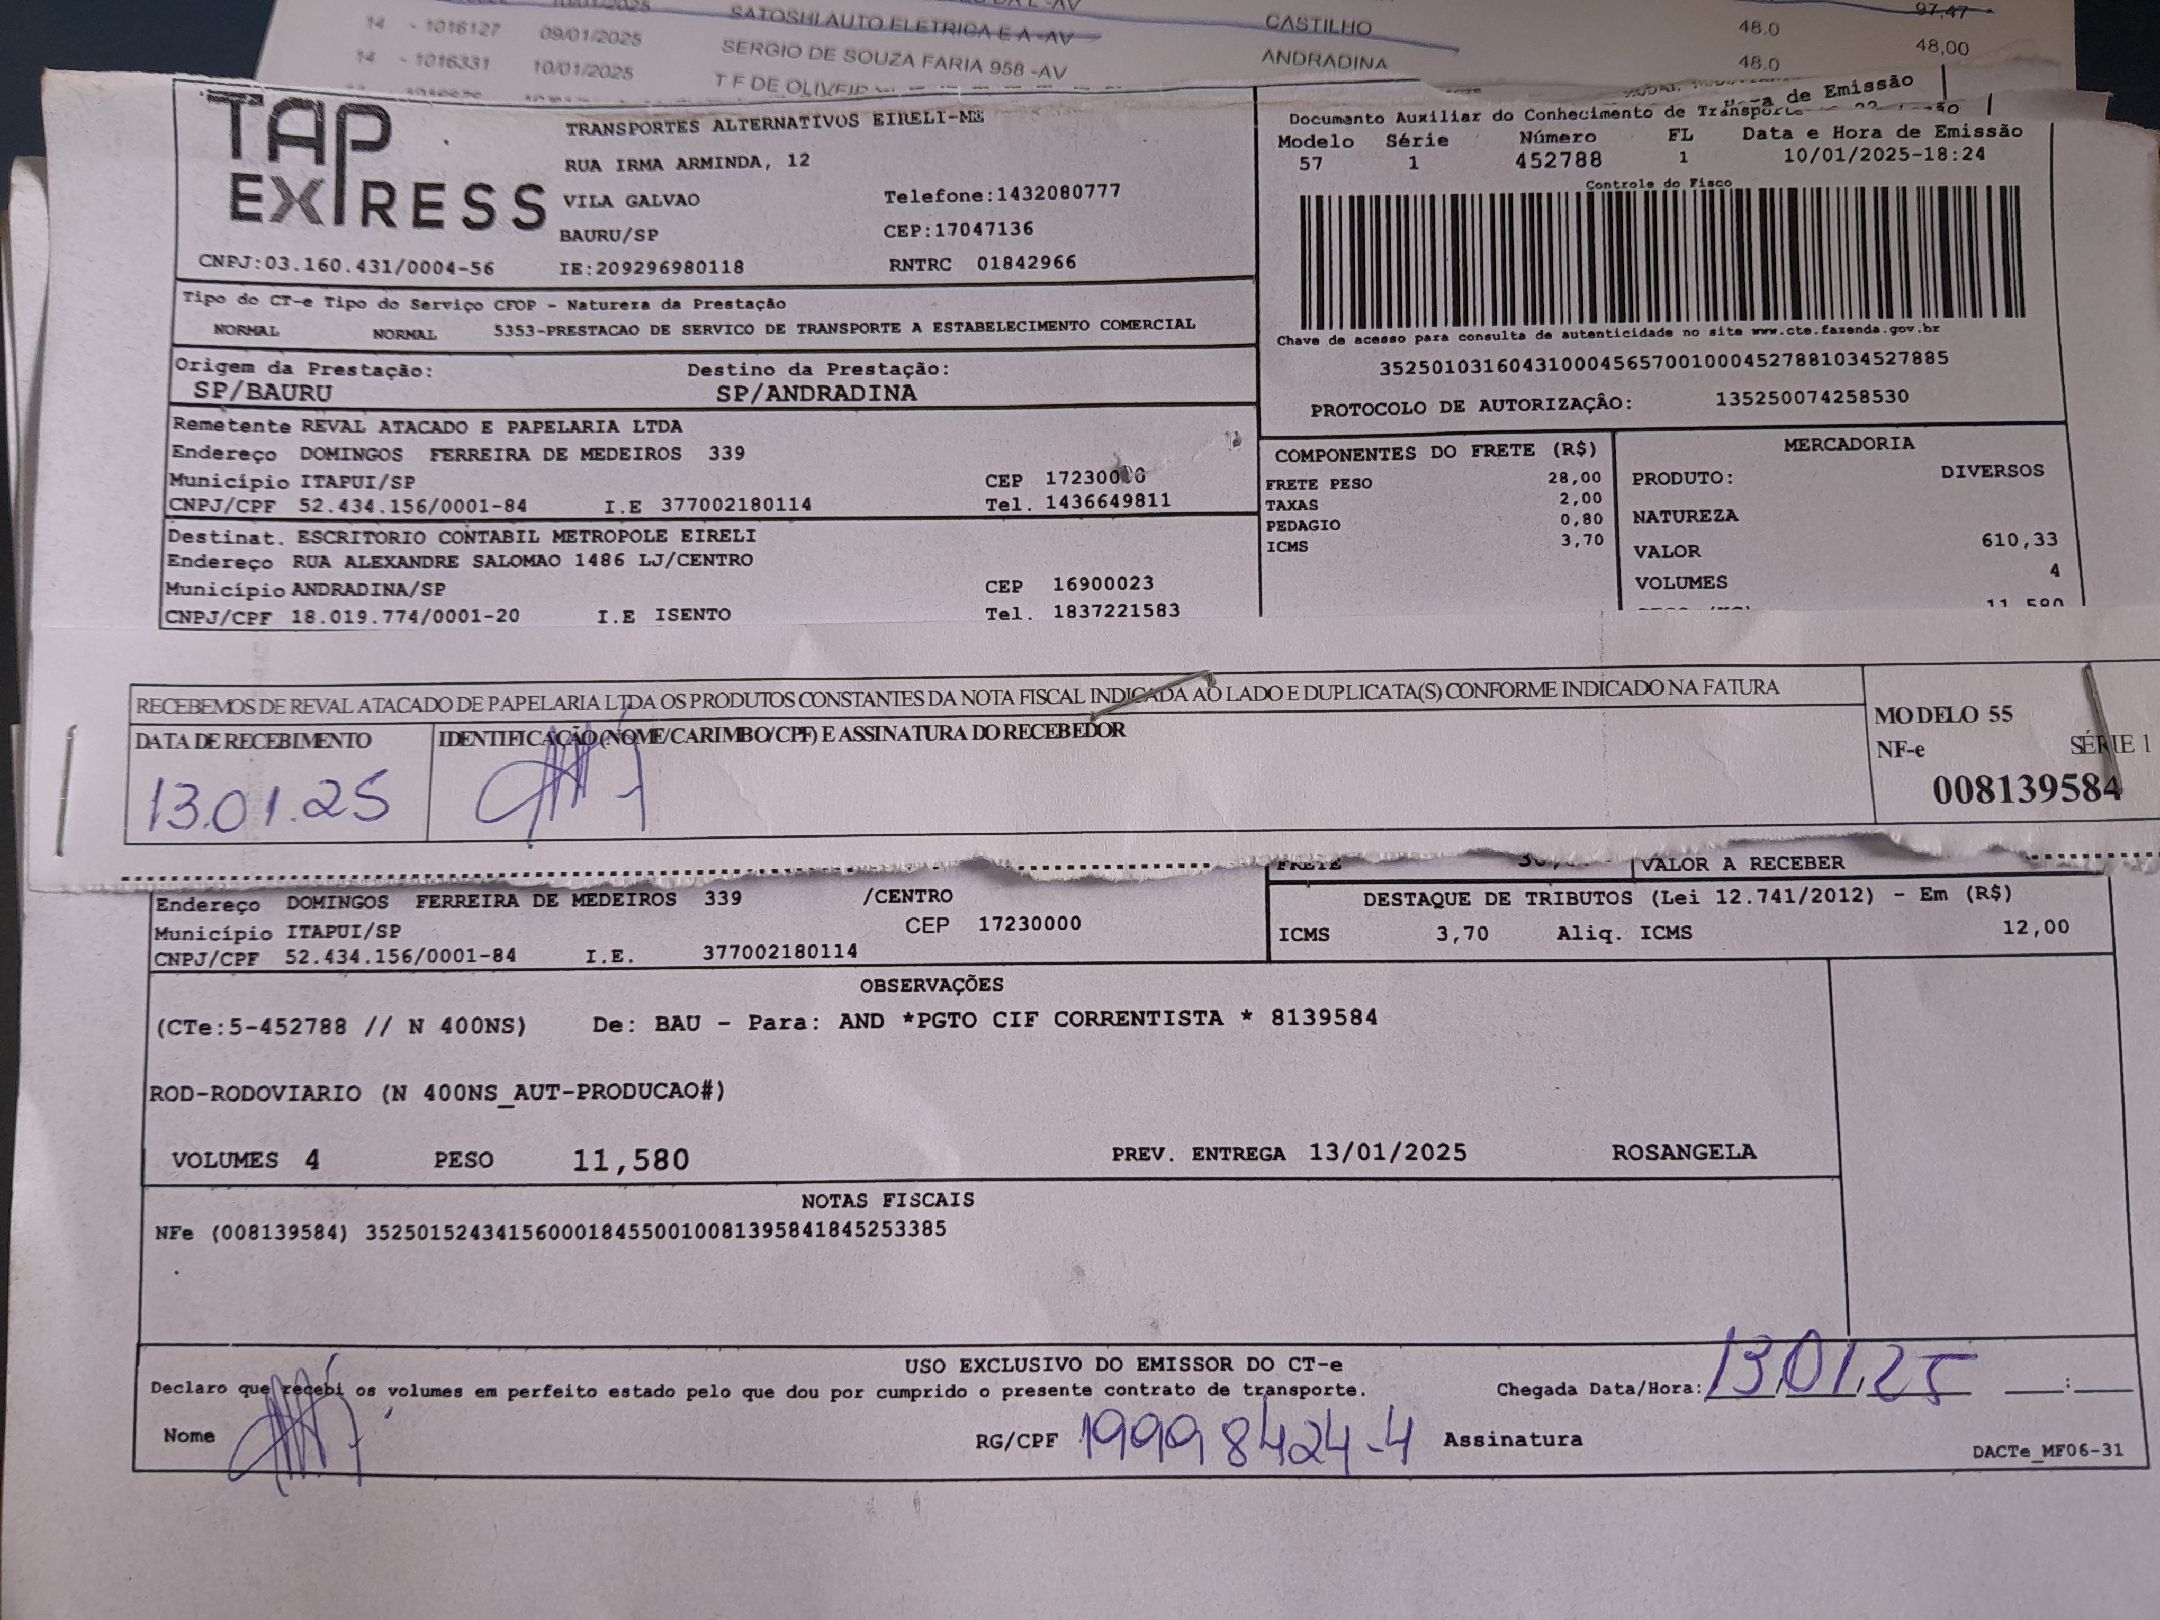 97,47
14 - 1016127 10/01/2025 SATOSHI AUTO ELETRICA E A -AV CASTILHO 48.0 48,00
14 - 1016331 09/01/2025 SERGIO DE SOUZA FARIA 958 -AV ANDRADINA 48.0
10/01/2025 T F DE OLIVEIR
de Emissão
TAP EXPRESS
TRANSPORTES ALTERNATIVOS EIRELI-ME
RUA IRMA ARMINDA, 12
VILA GALVAO Telefone:1432080777
BAURU/SP CEP:17047136
CNPJ:03.160.431/0004-56 IE:209296980118 RNTRC 01842966
Documento Auxiliar do Conhecimento de Transporte
Modelo Série Número FL Data e Hora de Emissão
57 1 452788 1 10/01/2025-18:24
Controle do Fisco
Chave de acesso para consulta de autenticidade no site www.cte.fazenda.gov.br
35250103160431000456570010004527881034527885
PROTOCOLO DE AUTORIZAÇÂO: 135250074258530
Tipo do CT-e Tipo do Serviço CFOP - Natureza da Prestação
NORMAL NORMAL 5353-PRESTACAO DE SERVICO DE TRANSPORTE A ESTABELECIMENTO COMERCIAL
Origem da Prestação: Destino da Prestação:
SP/BAURU SP/ANDRADINA
Remetente REVAL ATACADO E PAPELARIA LTDA
Endereço DOMINGOS FERREIRA DE MEDEIROS 339
Município ITAPUI/SP CEP 17230000
CNPJ/CPF 52.434.156/0001-84 I.E 377002180114 Tel. 1436649811
Destinat. ESCRITORIO CONTABIL METROPOLE EIRELI
Endereço RUA ALEXANDRE SALOMAO 1486 LJ/CENTRO
Município ANDRADINA/SP CEP 16900023
CNPJ/CPF 18.019.774/0001-20 I.E ISENTO Tel. 1837221583
COMPONENTES DO FRETE (R$)
FRETE PESO 28,00
TAXAS 2,00
PEDAGIO 0,80
ICMS 3,70
MERCADORIA
PRODUTO: DIVERSOS
NATUREZA
VALOR 610,33
VOLUMES 4
11,580
RECEBEMOS DE REVAL ATACADO DE PAPELARIA LTDA OS PRODUTOS CONSTANTES DA NOTA FISCAL INDICADA AO LADO E DUPLICATA(S) CONFORME INDICADO NA FATURA
DATA DE RECEBIMENTO IDENTIFICAÇÃO (NOME/CARIMBO/CPF) E ASSINATURA DO RECEBEDOR
13.01.25
MODELO 55
NF-e SÉRIE 1
008139584
FRETE VALOR A RECEBER
Endereço DOMINGOS FERREIRA DE MEDEIROS 339 /CENTRO
Município ITAPUI/SP CEP 17230000
CNPJ/CPF 52.434.156/0001-84 I.E. 377002180114
DESTAQUE DE TRIBUTOS (Lei 12.741/2012) - Em (R$)
ICMS 3,70 Aliq. ICMS 12,00
OBSERVAÇÕES
(CTe:5-452788 // N 400NS) De: BAU - Para: AND *PGTO CIF CORRENTISTA * 8139584
ROD-RODOVIARIO (N 400NS_AUT-PRODUCAO#)
VOLUMES 4 PESO 11,580 PREV. ENTREGA 13/01/2025 ROSANGELA
NOTAS FISCAIS
NFe (008139584) 35250152434156000184550010081395841845253385
USO EXCLUSIVO DO EMISSOR DO CT-e
Declaro que recebi os volumes em perfeito estado pelo que dou por cumprido o presente contrato de transporte. Chegada Data/Hora: 13.01.25 __:__
Nome RG/CPF 19998424-4 Assinatura
DACTe_MF06-31